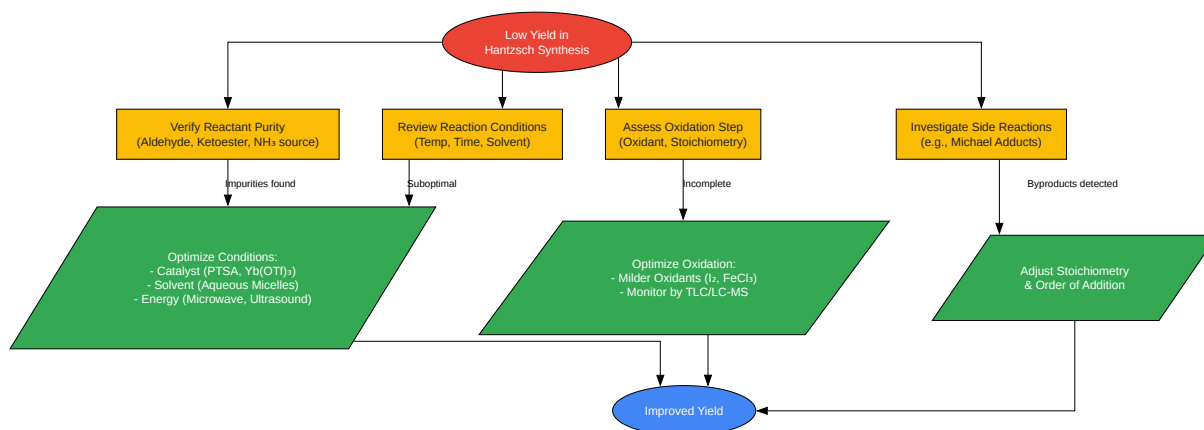 Low Yield in
Hantzsch Synthesis
Verify Reactant Purity
(Aldehyde, Ketoester, NH₃ source)
Review Reaction Conditions
(Temp, Time, Solvent)
Assess Oxidation Step
(Oxidant, Stoichiometry)
Investigate Side Reactions
(e.g., Michael Adducts)
Impurities found
Suboptimal
Incomplete
Byproducts detected
Optimize Conditions:
- Catalyst (PTSA, Yb(OTf)₃)
- Solvent (Aqueous Micelles)
- Energy (Microwave, Ultrasound)
Optimize Oxidation:
- Milder Oxidants (I₂, FeCl₃)
- Monitor by TLC/LC-MS
Adjust Stoichiometry
& Order of Addition
Improved Yield